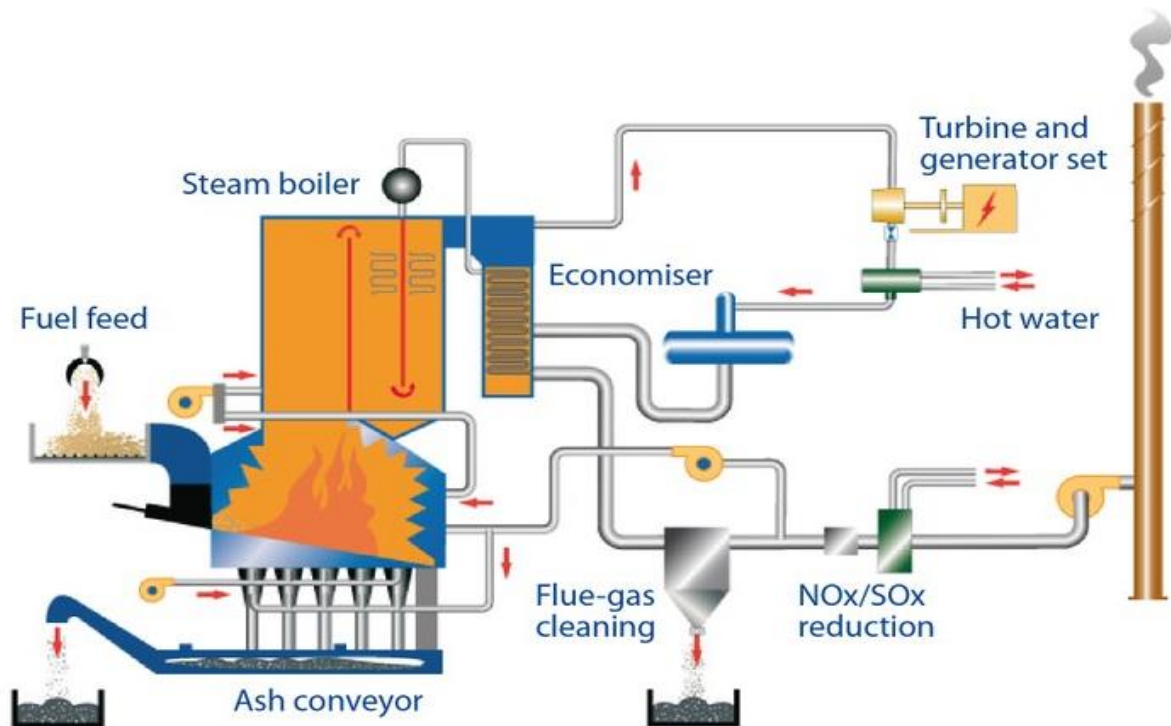 Turbine and
generator set
Steam boiler
Economiser
Fuel feed
Hot water
Flue-gas
cleaning
NOx/SOx
reduction
Ash conveyor